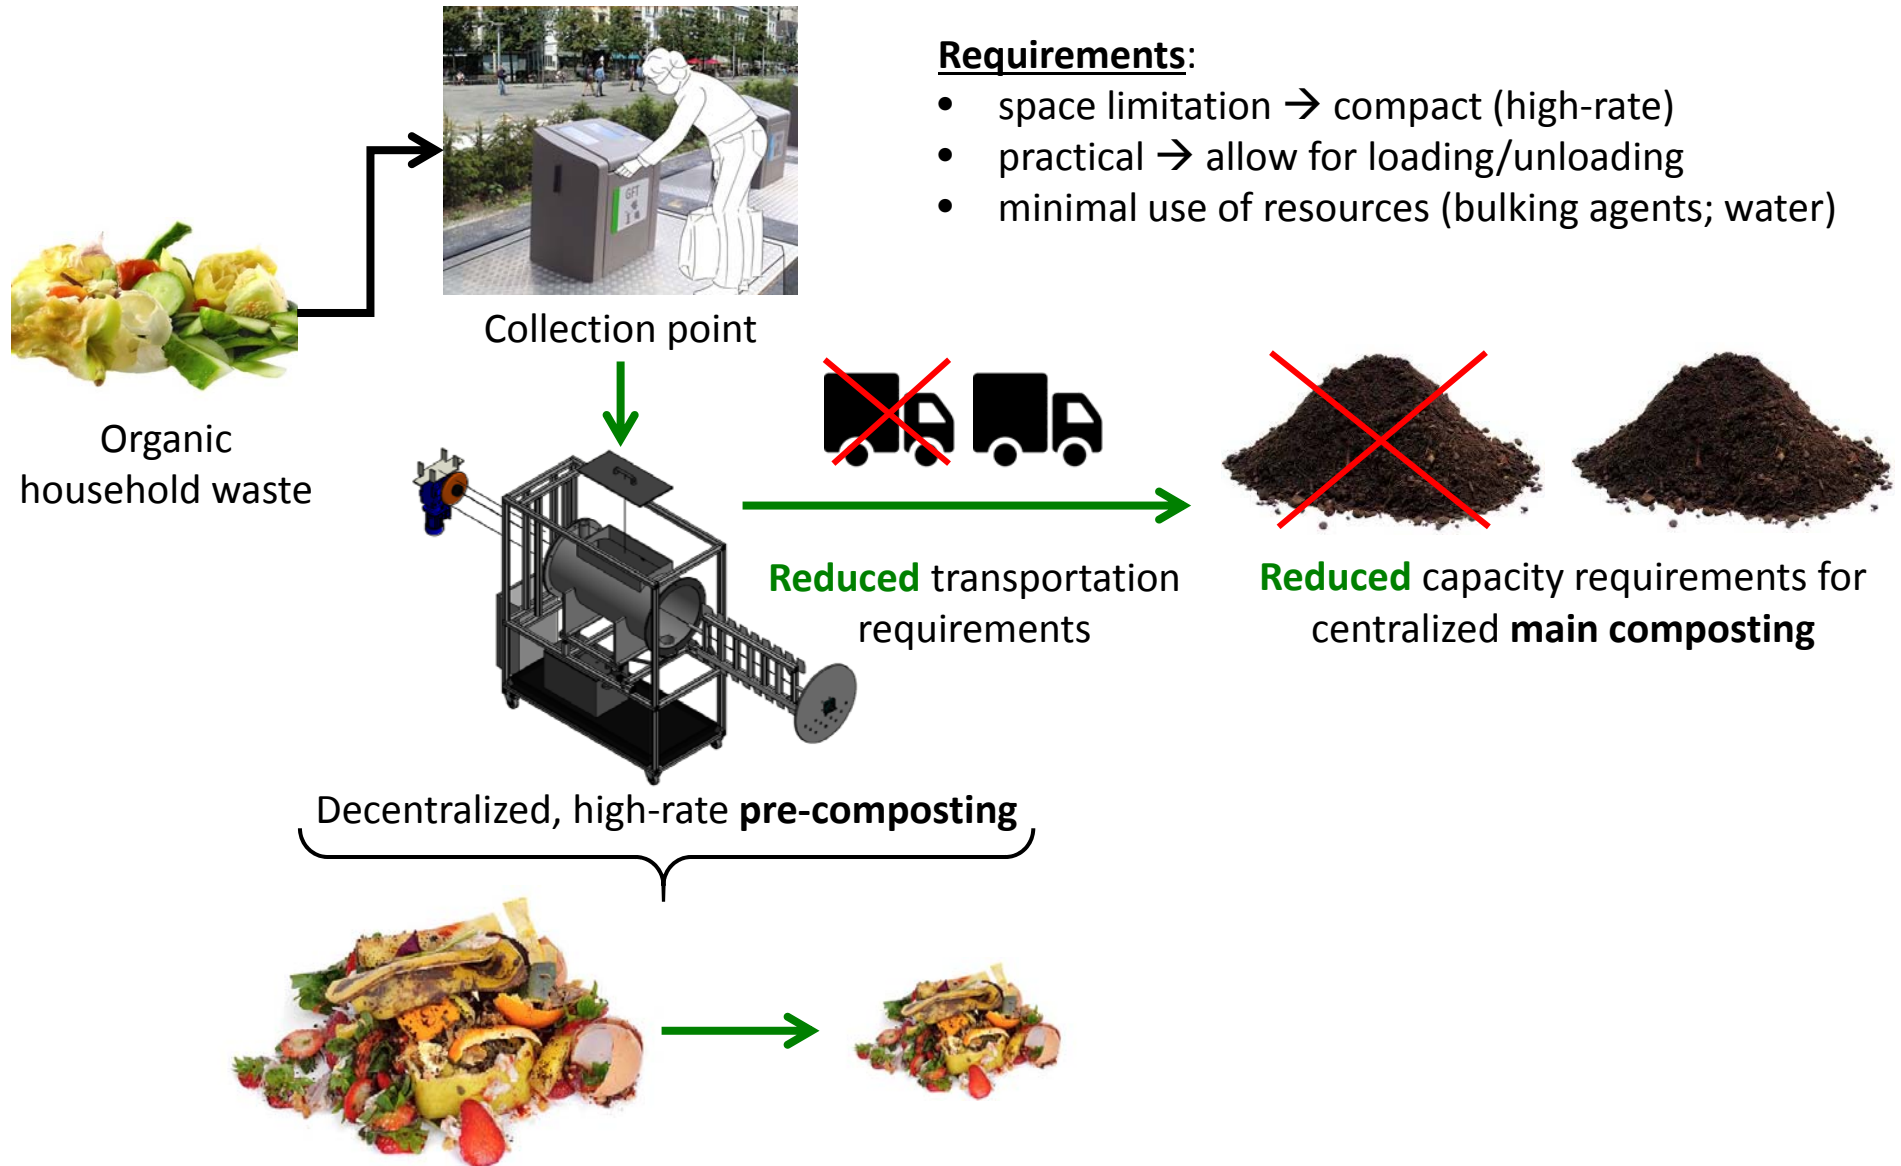 Requirements:
• space limitation → compact (high-rate)
• practical → allow for loading/unloading
• minimal use of resources (bulking agents; water)
GFT
Collection point
Organic
household waste
Reduced transportation
requirements
Reduced capacity requirements for
centralized main composting
Decentralized, high-rate pre-composting